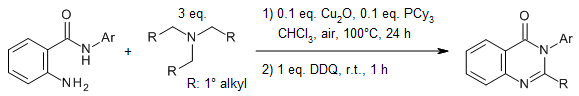 O
N
H
Ar
NH₂
+
3 eq.
R
N
R
R
R: 1° alkyl
1) 0.1 eq. Cu₂O, 0.1 eq. PCy₃
CHCl₃, air, 100°C, 24 h
2) 1 eq. DDQ, r.t., 1 h
O
N
Ar
N
R